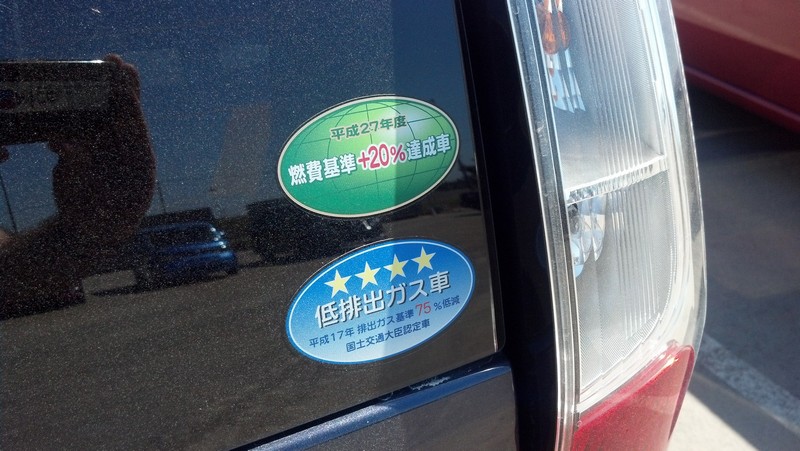 平成27年度
燃費基準+20%達成車
低排出ガス車
平成17年 排出ガス基準 75%低減
国土交通大臣認定車